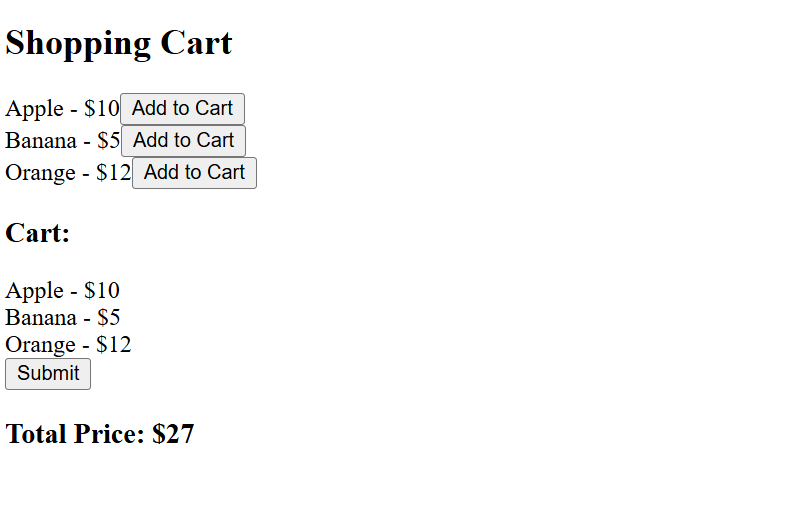 Shopping Cart
Apple - $10 Add to Cart
Banana - $5 Add to Cart
Orange - $12 Add to Cart
Cart:
Apple - $10
Banana - $5
Orange - $12
Submit
Total Price: $27